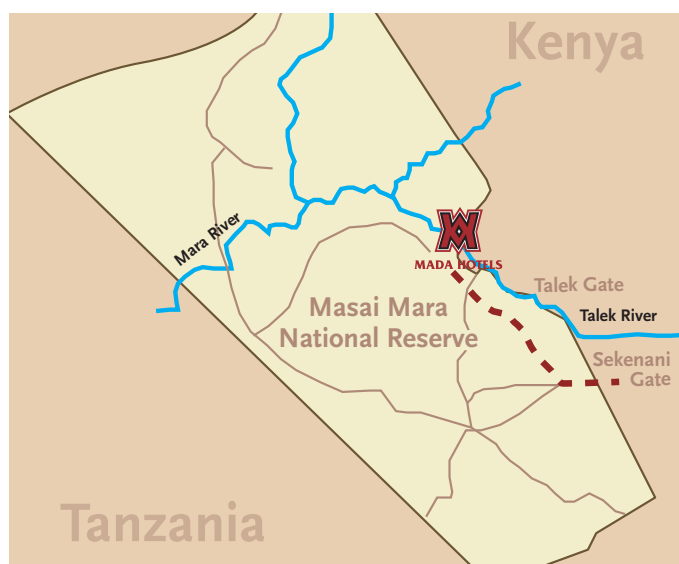 Kenya
Mara River
MADA HOTELS
Talek Gate
Masai Mara
National Reserve
Talek River
Sekenani
Gate
Tanzania